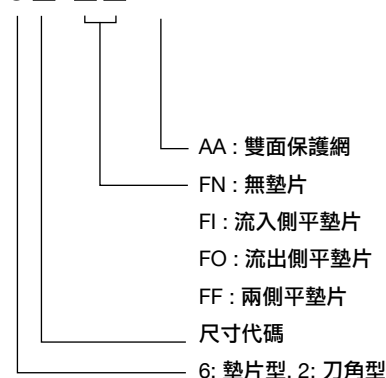 AA : 雙面保護網
FN : 無墊片
FI : 流入側平墊片
FO : 流出側平墊片
FF : 兩側平墊片
尺寸代碼
6: 墊片型, 2: 刀角型